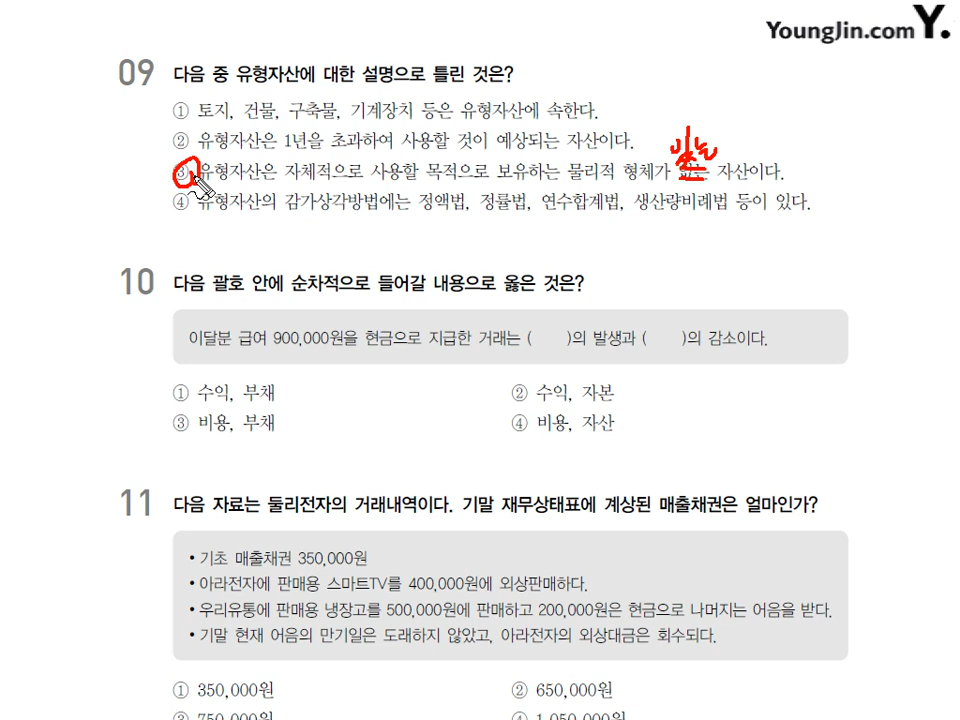 YoungJin.com Y.
09 다음 중 유형자산에 대한 설명으로 틀린 것은?
① 토지, 건물, 구축물, 기계장치 등은 유형자산에 속한다.
② 유형자산은 1년을 초과하여 사용할 것이 예상되는 자산이다.
있는
③ 유형자산은 자체적으로 사용할 목적으로 보유하는 물리적 형체가 없는 자산이다.
④ 유형자산의 감가상각방법에는 정액법, 정률법, 연수합계법, 생산량비례법 등이 있다.
10 다음 괄호 안에 순차적으로 들어갈 내용으로 옳은 것은?
이달분 급여 900,000원을 현금으로 지급한 거래는 ( )의 발생과 ( )의 감소이다.
① 수익, 부채 ② 수익, 자본
③ 비용, 부채 ④ 비용, 자산
11 다음 자료는 둘리전자의 거래내역이다. 기말 재무상태표에 계상된 매출채권은 얼마인가?
• 기초 매출채권 350,000원
• 아라전자에 판매용 스마트TV를 400,000원에 외상판매하다.
• 우리유통에 판매용 냉장고를 500,000원에 판매하고 200,000원은 현금으로 나머지는 어음을 받다.
• 기말 현재 어음의 만기일은 도래하지 않았고, 아라전자의 외상대금은 회수되다.
① 350,000원 ② 650,000원
③ 750,000원 ④ 1,050,000원